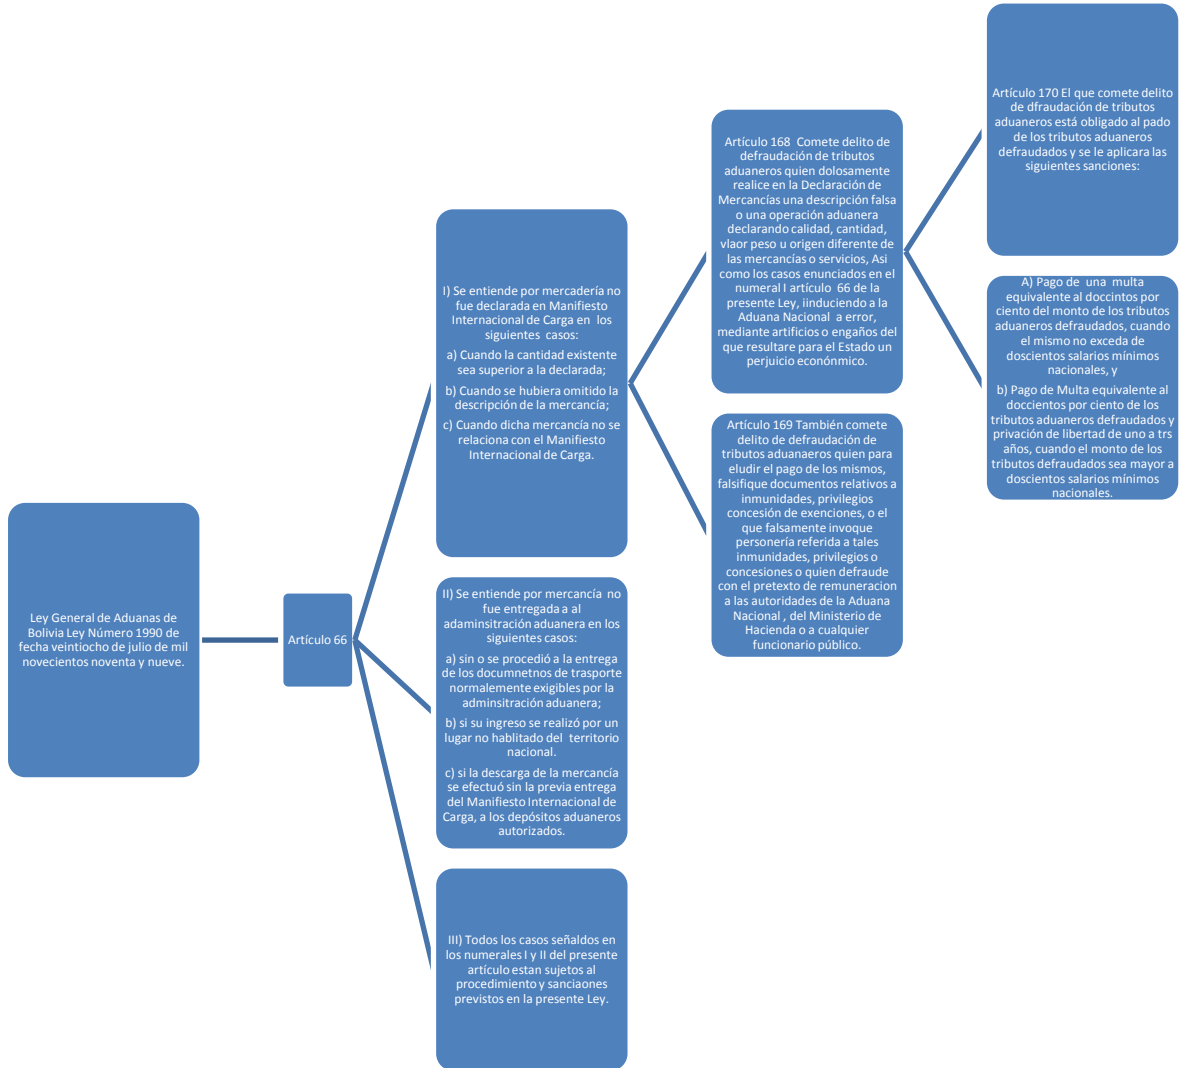 Ley General de Aduanas de
Bolivia Ley Número 1990 de
fecha veintiocho de julio de mil
novecientos noventa y nueve.
Artículo 66
I) Se entiende por mercadería no
fue declarada en Manifiesto
Internacional de Carga en los
siguientes casos:
a) Cuando la cantidad existente
sea superior a la declarada;
b) Cuando se hubiera omitido la
descripción de la mercancía;
c) Cuando dicha mercancía no se
relaciona con el Manifiesto
Internacional de Carga.
II) Se entiende por mercancía no
fue entregada a al
adaminsitración aduanera en los
siguientes casos:
a) sin o se procedió a la entrega
de los documnetnos de trasporte
normalemente exigibles por la
adminsitración aduanera;
b) si su ingreso se realizó por un
lugar no hablitado del territorio
nacional.
c) si la descarga de la mercancía
se efectuó sin la previa entrega
del Manifiesto Internacional de
Carga, a los depósitos aduaneros
autorizados.
III) Todos los casos señaldos en
los numerales I y II del presente
artículo estan sujetos al
procedimiento y sanciaones
previstos en la presente Ley.
Artículo 168 Comete delito de
defraudación de tributos
aduaneros quien dolosamente
realice en la Declaración de
Mercancías una descripción falsa
o una operación aduanera
declarando calidad, cantidad,
vlaor peso u origen diferente de
las mercancías o servicios, Asi
como los casos enunciados en el
numeral I artículo 66 de la
presente Ley, iinduciendo a la
Aduana Nacional a error,
mediante artificios o engaños del
que resultare para el Estado un
perjuicio econónmico.
Artículo 169 También comete
delito de defraudación de
tributos aduanaeros quien para
eludir el pago de los mismos,
falsifique documentos relativos a
inmunidades, privilegios
concesión de exenciones, o el
que falsamente invoque
personería referida a tales
inmunidades, privilegios o
concesiones o quien defraude
con el pretexto de remuneracion
a las autoridades de la Aduana
Nacional , del Ministerio de
Hacienda o a cualquier
funcionario público.
Artículo 170 El que comete delito
de dfraudación de tributos
aduaneros está obligado al pado
de los tributos aduaneros
defraudados y se le aplicara las
siguientes sanciones:
A) Pago de una multa
equivalente al doccintos por
ciento del monto de los tributos
aduaneros defraudados, cuando
el mismo no exceda de
doscientos salarios mínimos
nacionales, y
b) Pago de Multa equivalente al
doccientos por ciento de los
tributos aduaneros defraudados y
privación de libertad de uno a trs
años, cuando el monto de los
tributos defraudados sea mayor a
doscientos salarios mínimos
nacionales.